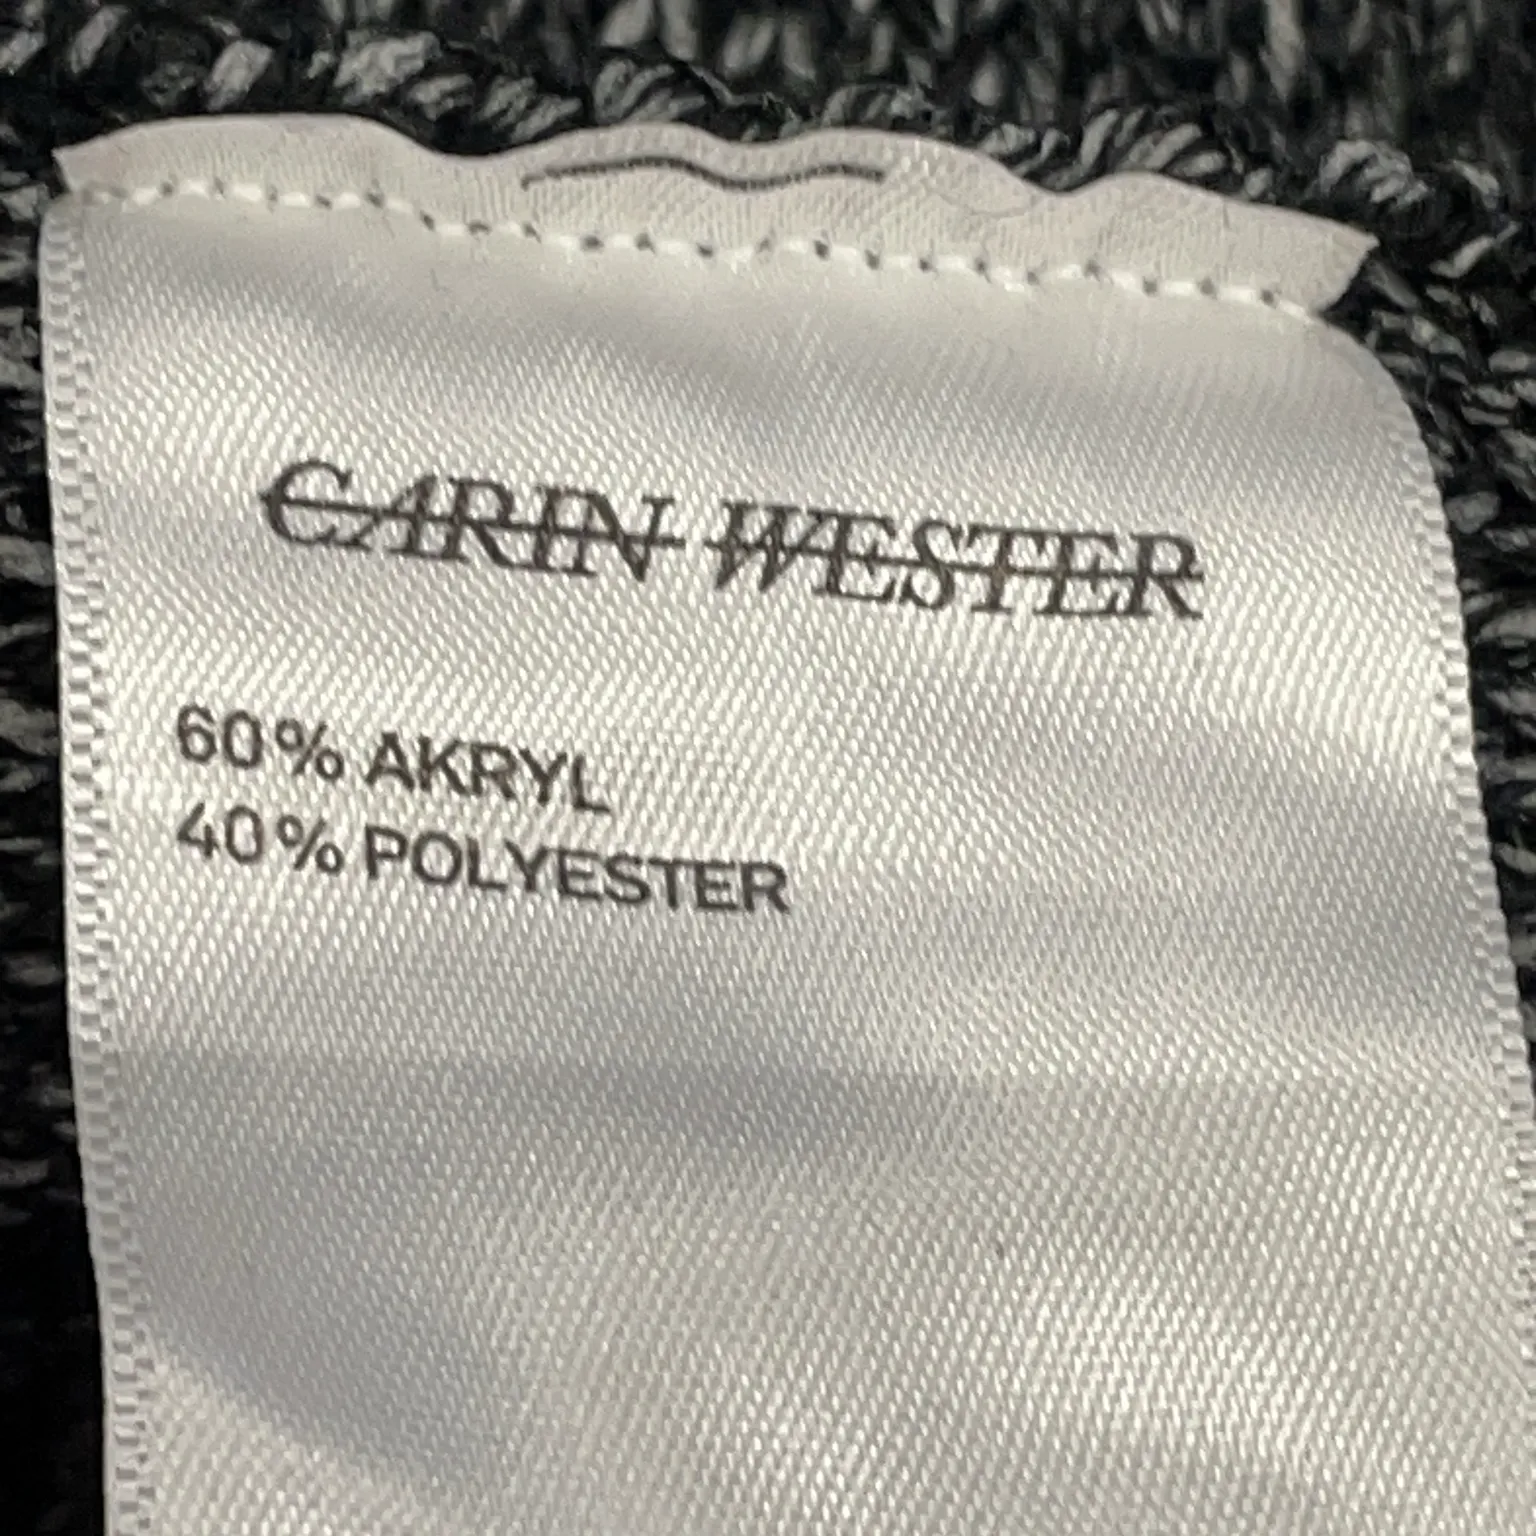 CARIN WESTER
60% AKRYL
40% POLYESTER